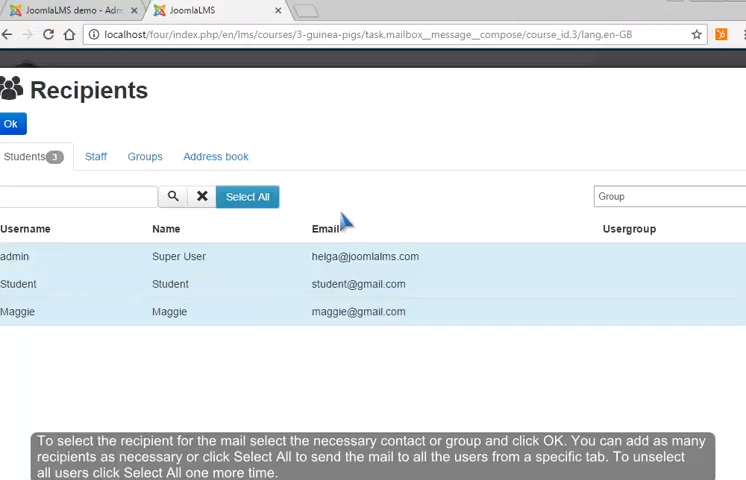 JoomlaLMS demo - Adm
JoomlaLMS
localhost/four/index.php/en/lms/courses/3-guinea-pigs/task,mailbox__message__compose/course_id,3/lang,en-GB
Recipients
Ok
Students 3 Staff Groups Address book
Select All Group
Username Name Email Usergroup
admin Super User helga@joomlalms.com
Student Student student@gmail.com
Maggie Maggie maggie@gmail.com
To select the recipient for the mail select the necessary contact or group and click OK. You can add as many
recipients as necessary or click Select All to send the mail to all the users from a specific tab. To unselect
all users click Select All one more time.